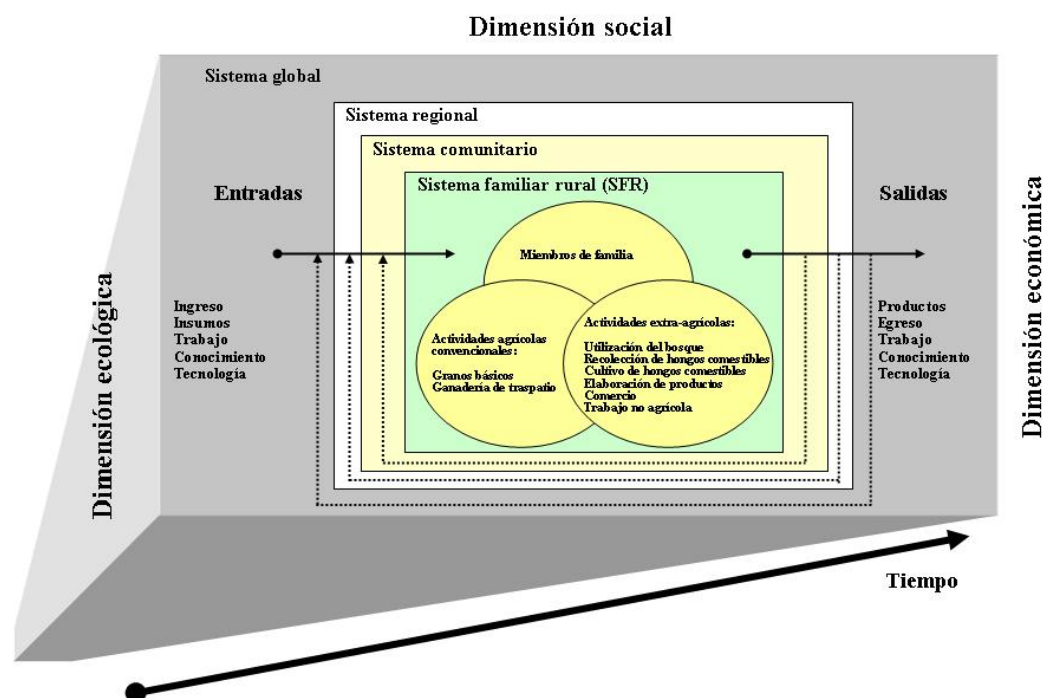 Dimensión social
Sistema global
Sistema regional
Sistema comunitario
Sistema familiar rural (SFR)
Entradas
Salidas
Miembros de familia
Ingreso
Insumos
Trabajo
Conocimiento
Tecnología
Actividades agrícolas
convencionales:
Granos básicos
Ganadería de traspatio
Actividades extra-agrícolas:
Utilización del bosque
Recolección de hongos comestibles
Cultivo de hongos comestibles
Elaboración de productos
Comercio
Trabajo no agrícola
Productos
Egreso
Trabajo
Conocimiento
Tecnología
Dimensión ecológica
Dimensión económica
Tiempo